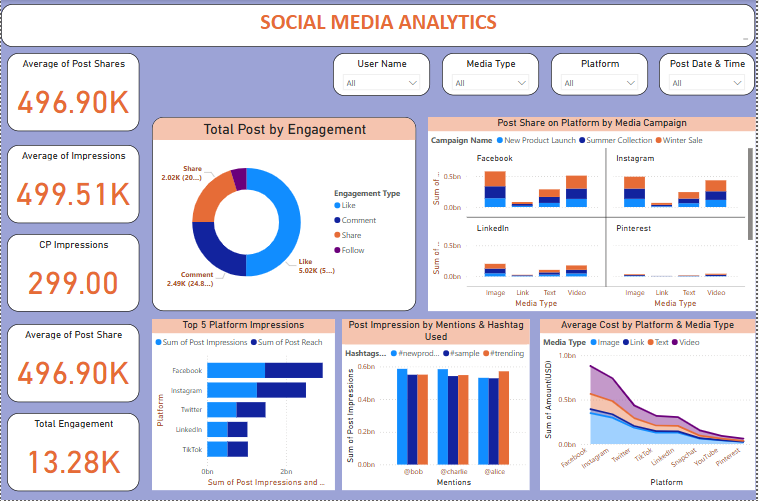 SOCIAL MEDIA ANALYTICS
Average of Post Shares
496.90K
Average of Impressions
499.51K
CP Impressions
299.00
Average of Post Share
496.90K
Total Engagement
13.28K
User Name
All
Media Type
All
Platform
All
Post Date & Time
All
Total Post by Engagement
Share
2.02K (20...)
Comment
2.49K (24.8...)
Like
5.02K (5...)
Engagement Type
Like
Comment
Share
Follow
Post Share on Platform by Media Campaign
Campaign Name New Product Launch Summer Collection Winter Sale
Facebook
Instagram
Sum of ...
0.5bn
0.0bn
LinkedIn
Pinterest
Sum of ...
0.5bn
0.0bn
Image Link Text Video
Image Link Text Video
Media Type
Media Type
Top 5 Platform Impressions
Sum of Post Impressions Sum of Post Reach
Platform
Facebook
Instagram
Twitter
LinkedIn
TikTok
0bn 2bn
Sum of Post Impressions and ...
Post Impression by Mentions & Hashtag
Used
Hashtags... #newprod... #sample #trending
Sum of Post Impressions
0.6bn
0.4bn
0.2bn
0.0bn
@bob @charlie @alice
Mentions
Average Cost by Platform & Media Type
Media Type Image Link Text Video
Sum of Amount(USD)
1.0bn
0.5bn
0.0bn
Facebook Instagram Twitter TikTok LinkedIn Snapchat YouTube Pinterest
Platform